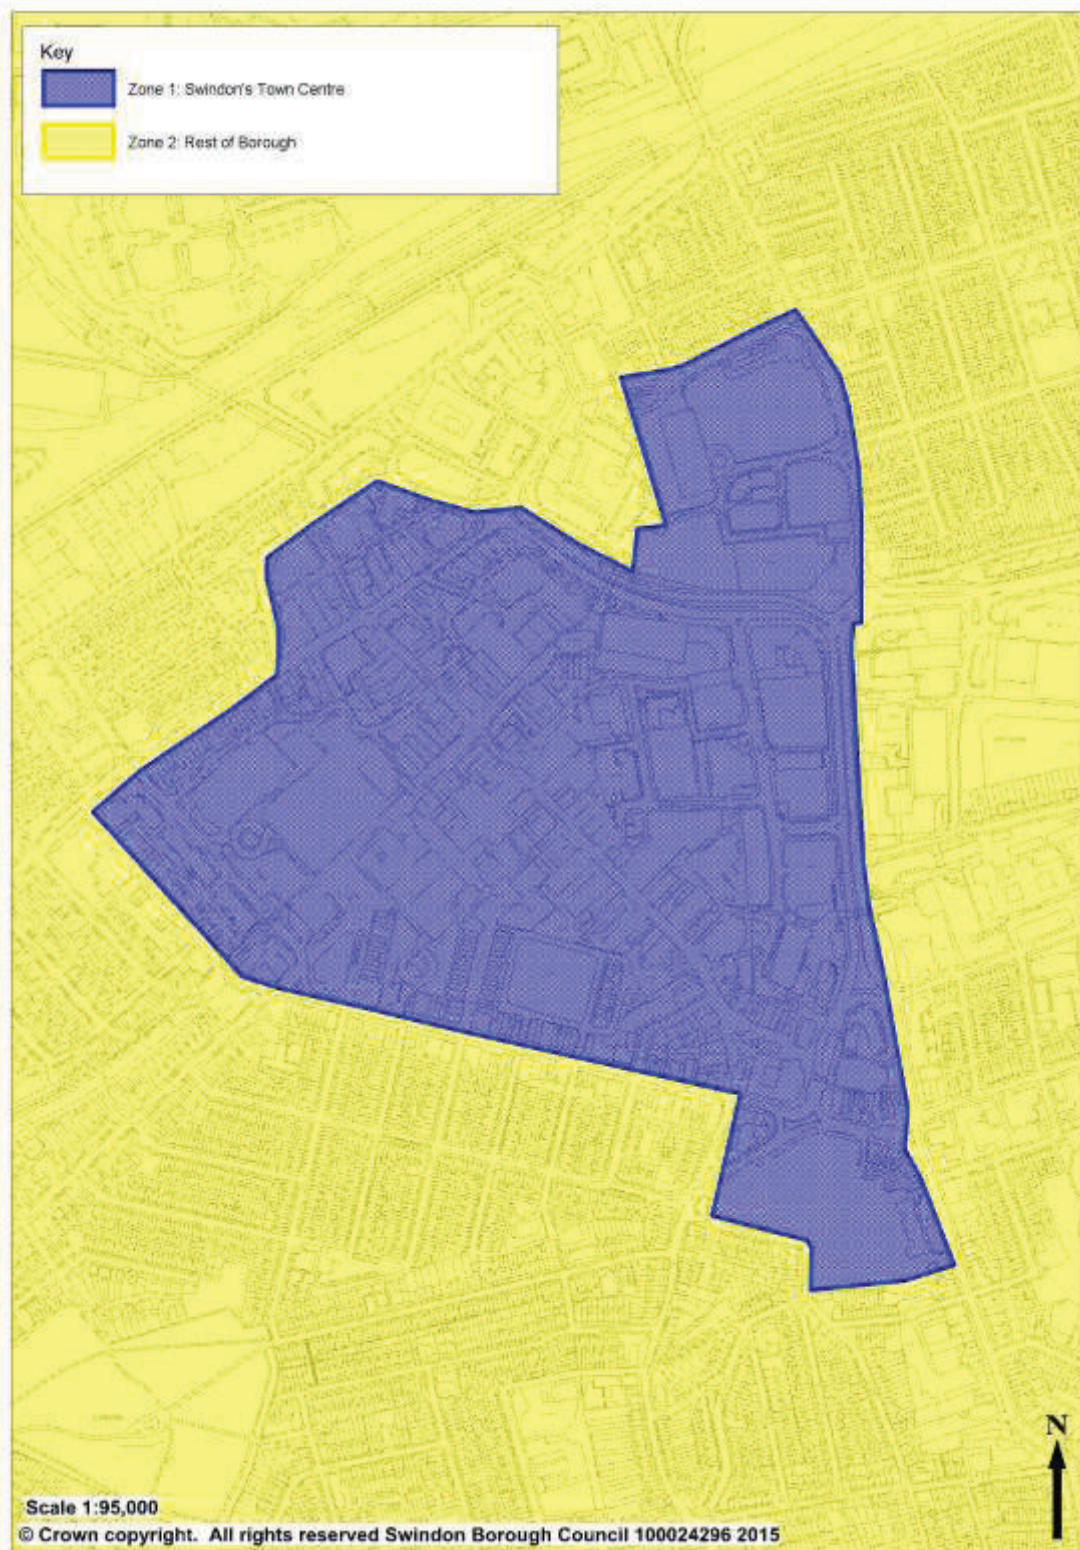 Key
Zone 1: Swindon's Town Centre
Zone 2: Rest of Borough
N
Scale 1:95,000
© Crown copyright. All rights reserved Swindon Borough Council 100024296 2015